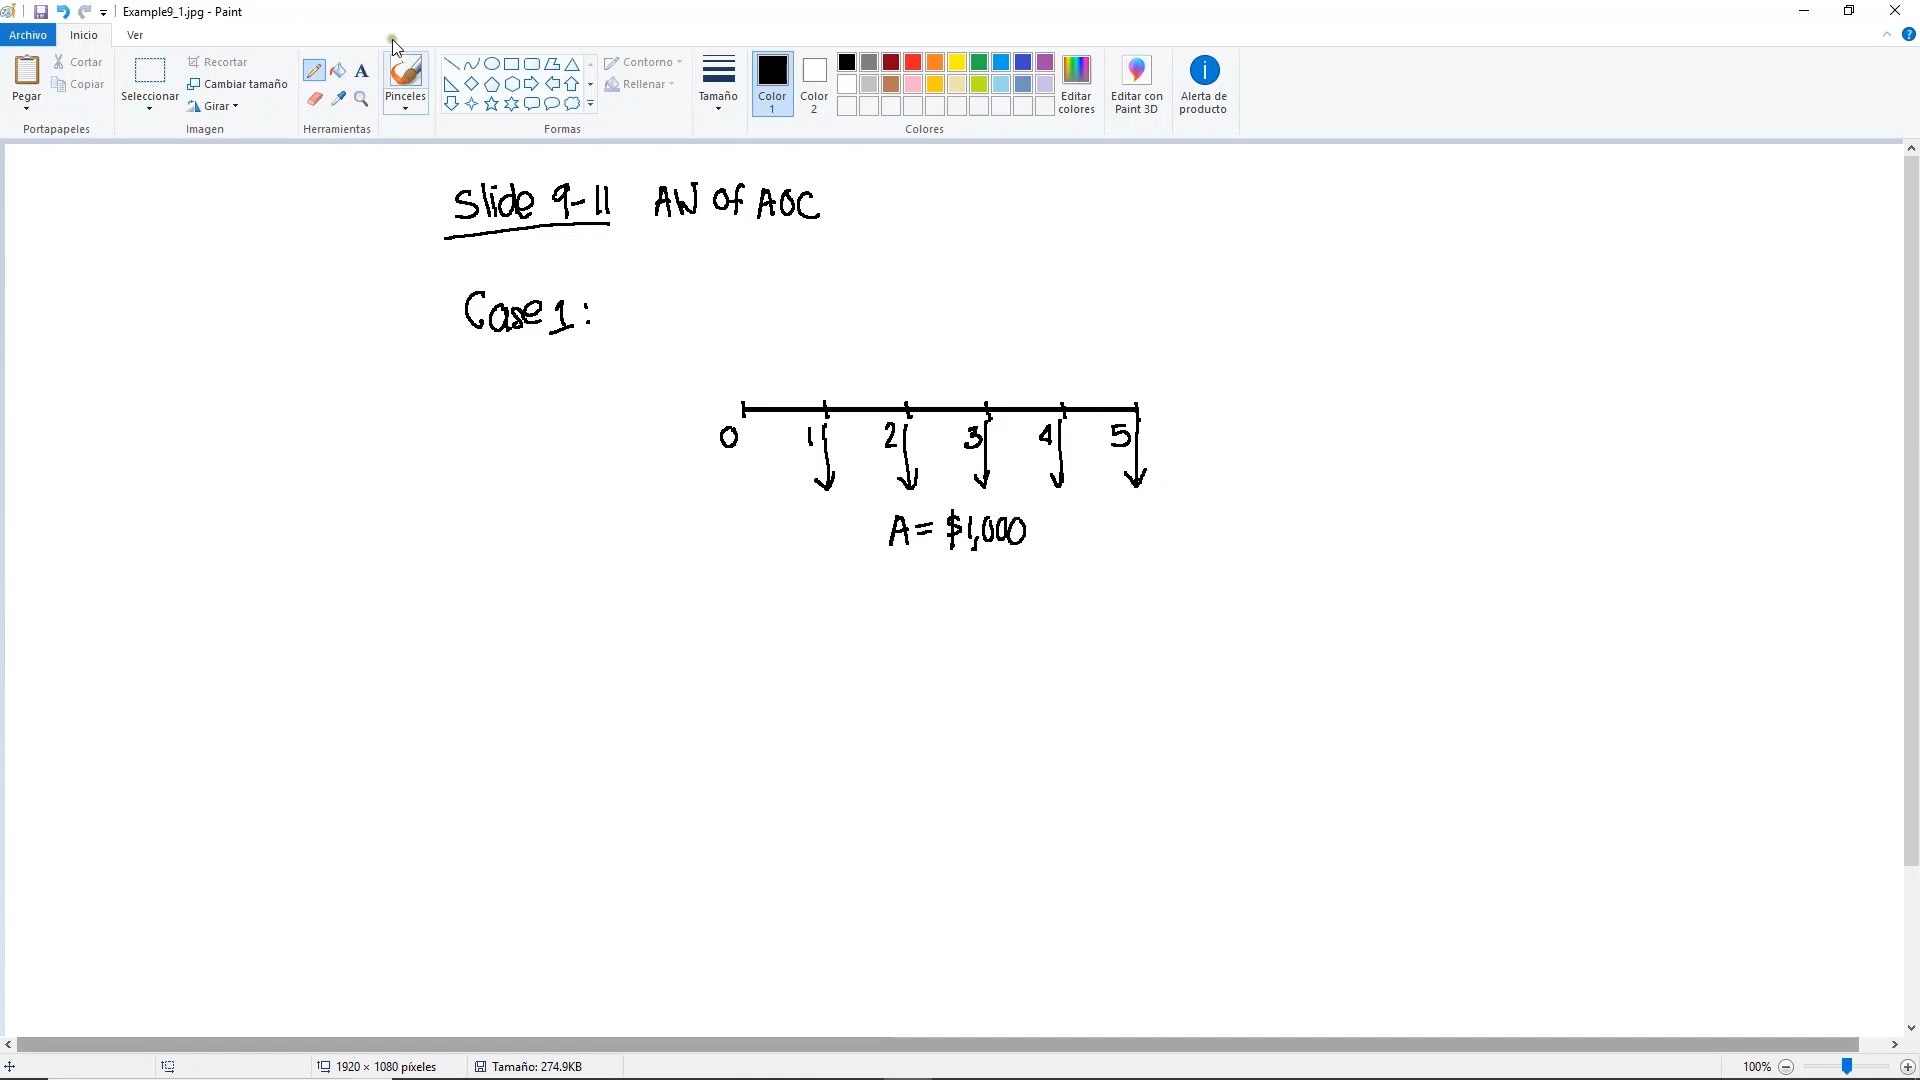 Example9_1.jpg - Paint
Archivo Inicio Ver
Pegar
Cortar
Copiar
Portapapeles
Seleccionar
Recortar
Cambiar tamaño
Girar
Imagen
A
Herramientas
Pinceles
Contorno
Rellenar
Formas
Tamaño
Color 1
Color 2
Editar colores
Colores
Editar con Paint 3D
Alerta de producto
Slide 9-11 AW of AOC
Case 1:
0 1 2 3 4 5
A = $1,000
1920 × 1080 píxeles Tamaño: 274.9KB 100%